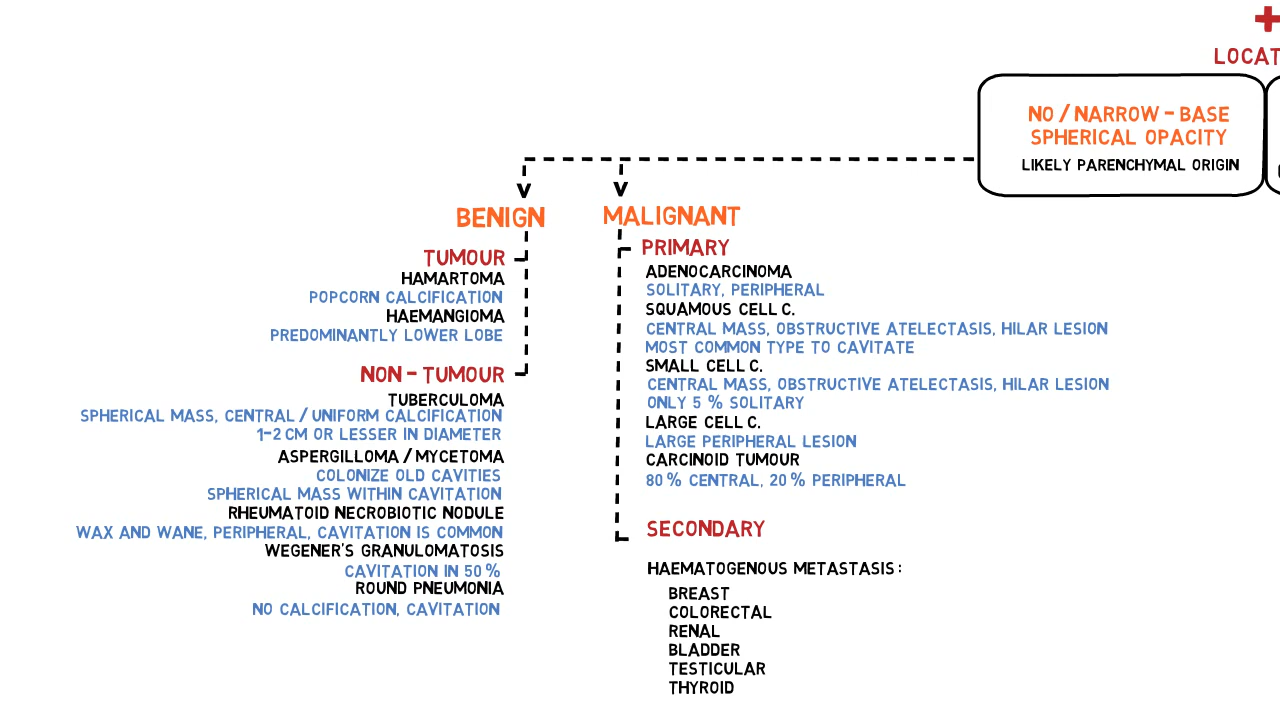 LOCAT
NO / NARROW - BASE
SPHERICAL OPACITY
LIKELY PARENCHYMAL ORIGIN
BENIGN
TUMOUR
HAMARTOMA
POPCORN CALCIFICATION
HAEMANGIOMA
PREDOMINANTLY LOWER LOBE
NON - TUMOUR
TUBERCULOMA
SPHERICAL MASS, CENTRAL / UNIFORM CALCIFICATION
1-2 CM OR LESSER IN DIAMETER
ASPERGILLOMA / MYCETOMA
COLONIZE OLD CAVITIES
SPHERICAL MASS WITHIN CAVITATION
RHEUMATOID NECROBIOTIC NODULE
WAX AND WANE, PERIPHERAL, CAVITATION IS COMMON
WEGENER'S GRANULOMATOSIS
CAVITATION IN 50 %
ROUND PNEUMONIA
NO CALCIFICATION, CAVITATION
MALIGNANT
PRIMARY
ADENOCARCINOMA
SOLITARY, PERIPHERAL
SQUAMOUS CELL C.
CENTRAL MASS, OBSTRUCTIVE ATELECTASIS, HILAR LESION
MOST COMMON TYPE TO CAVITATE
SMALL CELL C.
CENTRAL MASS, OBSTRUCTIVE ATELECTASIS, HILAR LESION
ONLY 5 % SOLITARY
LARGE CELL C.
LARGE PERIPHERAL LESION
CARCINOID TUMOUR
80 % CENTRAL, 20 % PERIPHERAL
SECONDARY
HAEMATOGENOUS METASTASIS :
BREAST
COLORECTAL
RENAL
BLADDER
TESTICULAR
THYROID